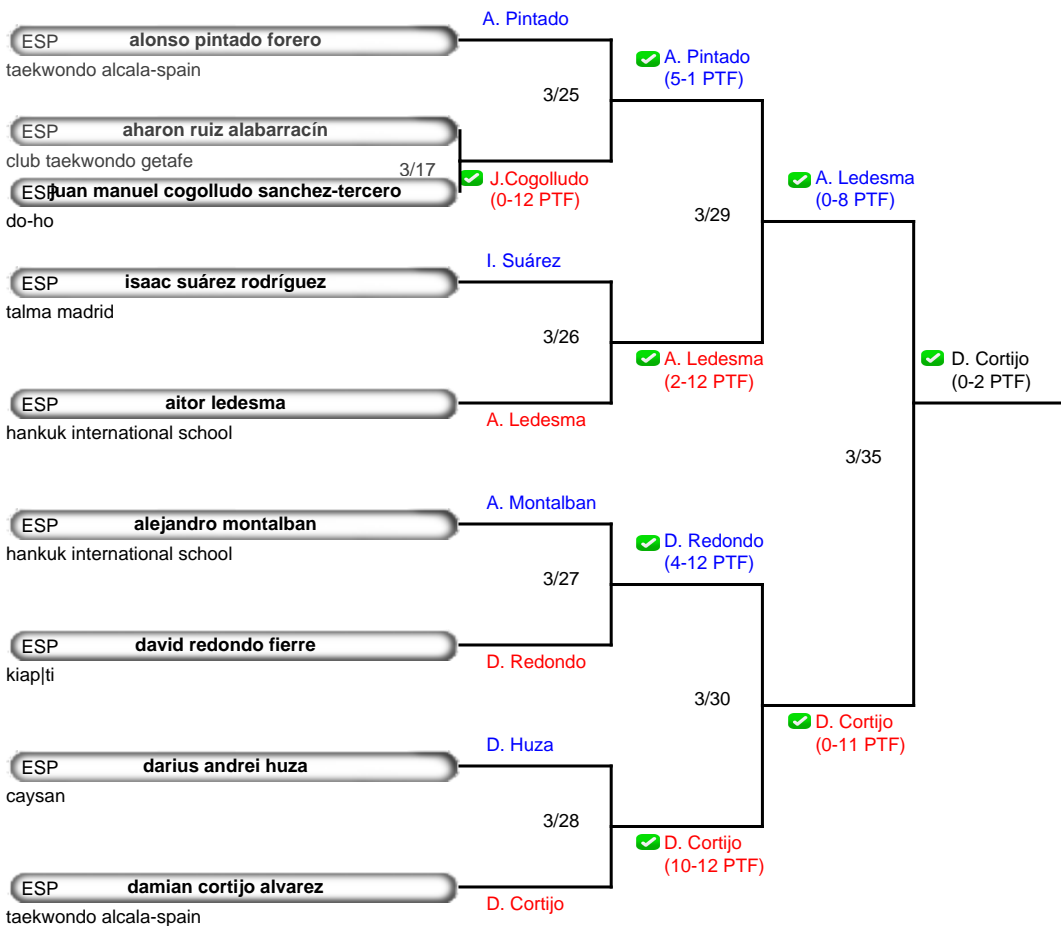 A. Pintado
ESP alonso pintado forero
taekwondo alcala-spain
A. Pintado
(5-1 PTF)
3/25
ESP aharon ruiz alabarracín
club taekwondo getafe
3/17
J.Cogolludo
(0-12 PTF)
ESP juan manuel cogolludo sanchez-tercero
do-ho
A. Ledesma
(0-8 PTF)
3/29
I. Suárez
ESP isaac suárez rodríguez
talma madrid
3/26
A. Ledesma
(2-12 PTF)
D. Cortijo
(0-2 PTF)
ESP aitor ledesma
hankuk international school
A. Ledesma
3/35
A. Montalban
ESP alejandro montalban
hankuk international school
D. Redondo
(4-12 PTF)
3/27
ESP david redondo fierre
kiap|ti
D. Redondo
3/30
D. Cortijo
(0-11 PTF)
D. Huza
ESP darius andrei huza
caysan
3/28
D. Cortijo
(10-12 PTF)
ESP damian cortijo alvarez
taekwondo alcala-spain
D. Cortijo